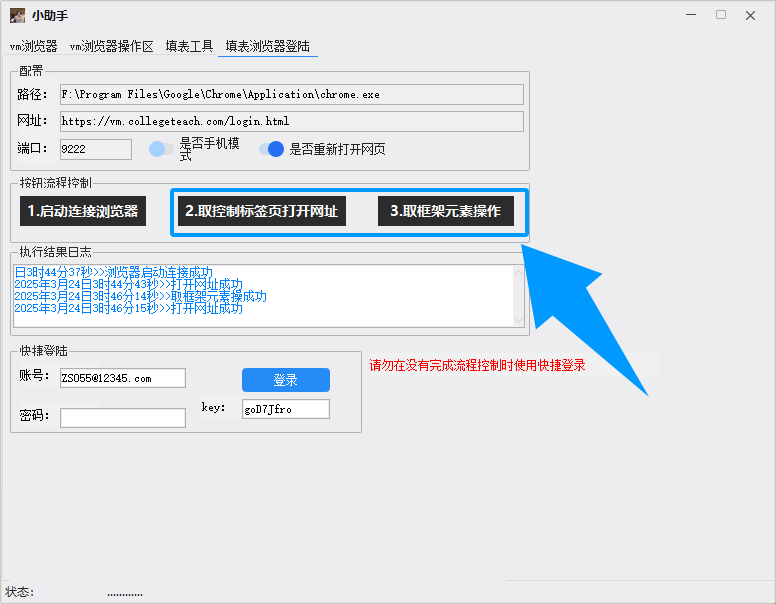 小助手
vm浏览器 vm浏览器操作区 填表工具 填表浏览器登陆
配置
路径： F:\Program Files\Google\Chrome\Application\chrome.exe
网址： https://vm.collegeteach.com/login.html
端口： 9222 是否手机模式 是否重新打开网页
按钮流程控制
1.启动连接浏览器 2.取控制标签页打开网址 3.取框架元素操作
执行结果日志
日3时44分37秒>>浏览器启动连接成功
2025年3月24日3时44分43秒>>打开网址成功
2025年3月24日3时46分14秒>>取框架元素操成功
2025年3月24日3时46分15秒>>打开网址成功
快捷登陆
请勿在没有完成流程控制时使用快捷登录
账号： ZS055@12345.com 登录
密码： key: goD7Jfro
状态: ............